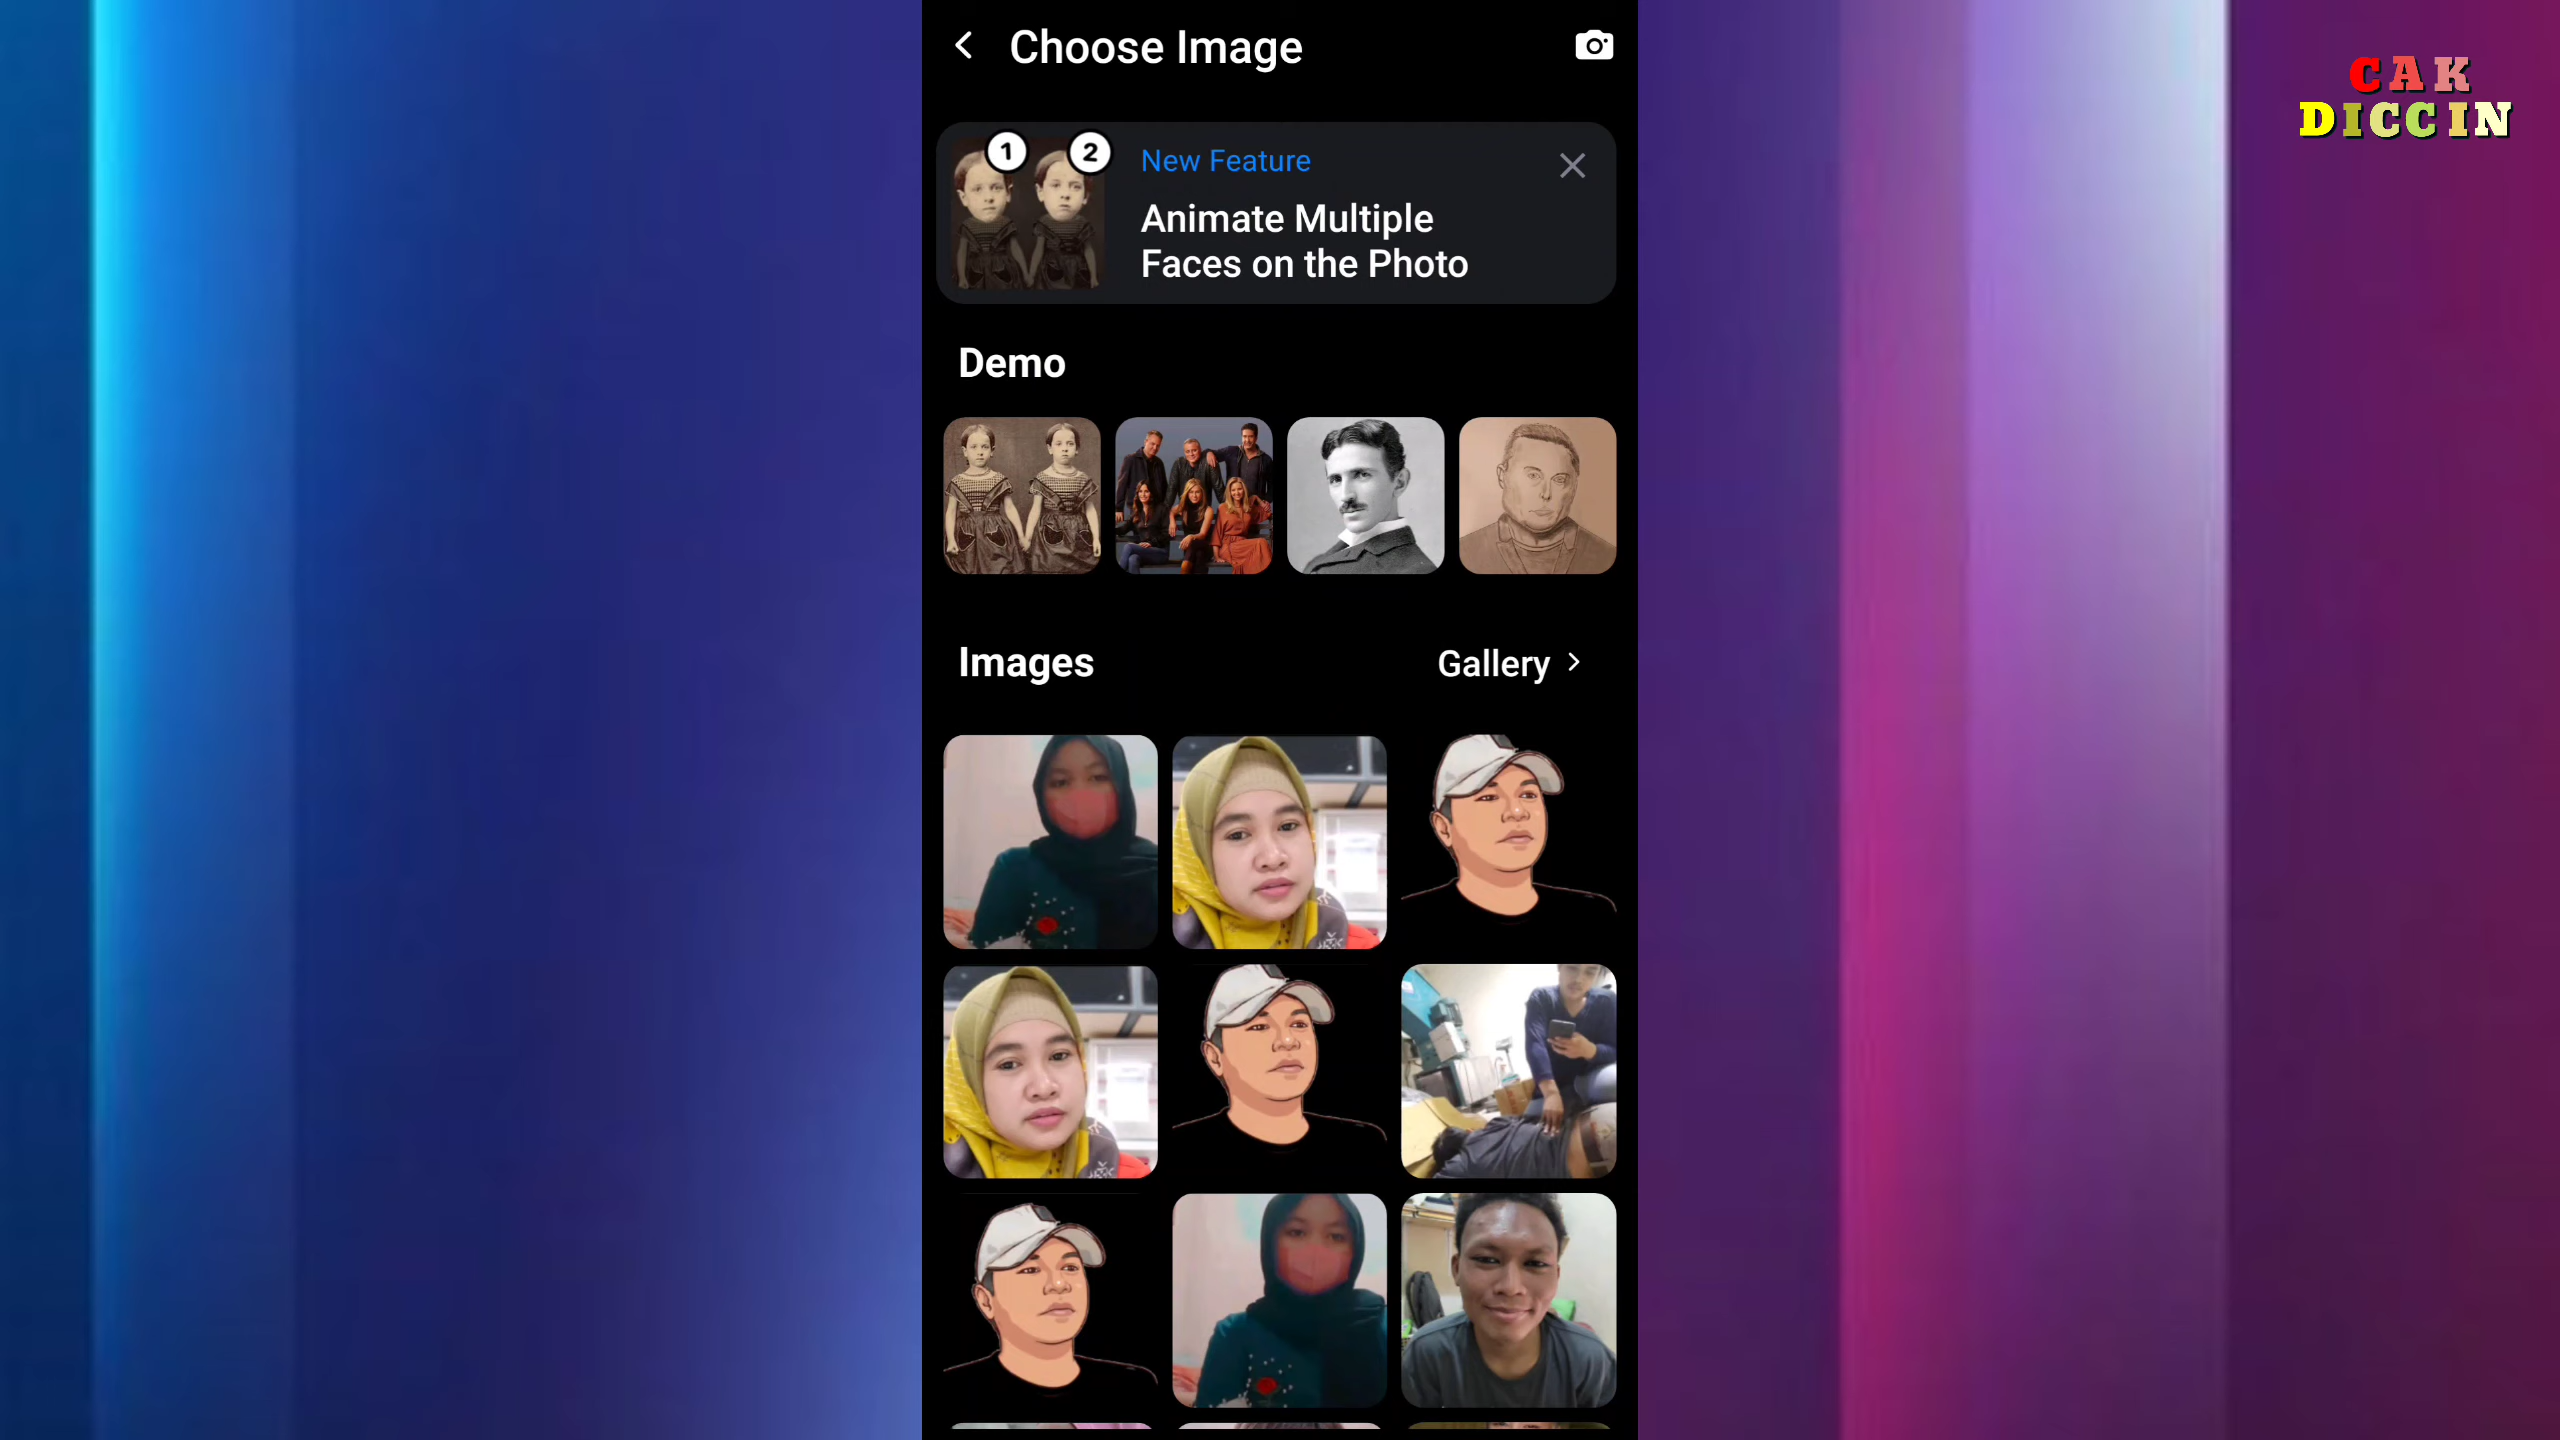 Choose Image
CAK
DICCIN
1 2
New Feature
Animate Multiple
Faces on the Photo
Demo
Images
Gallery